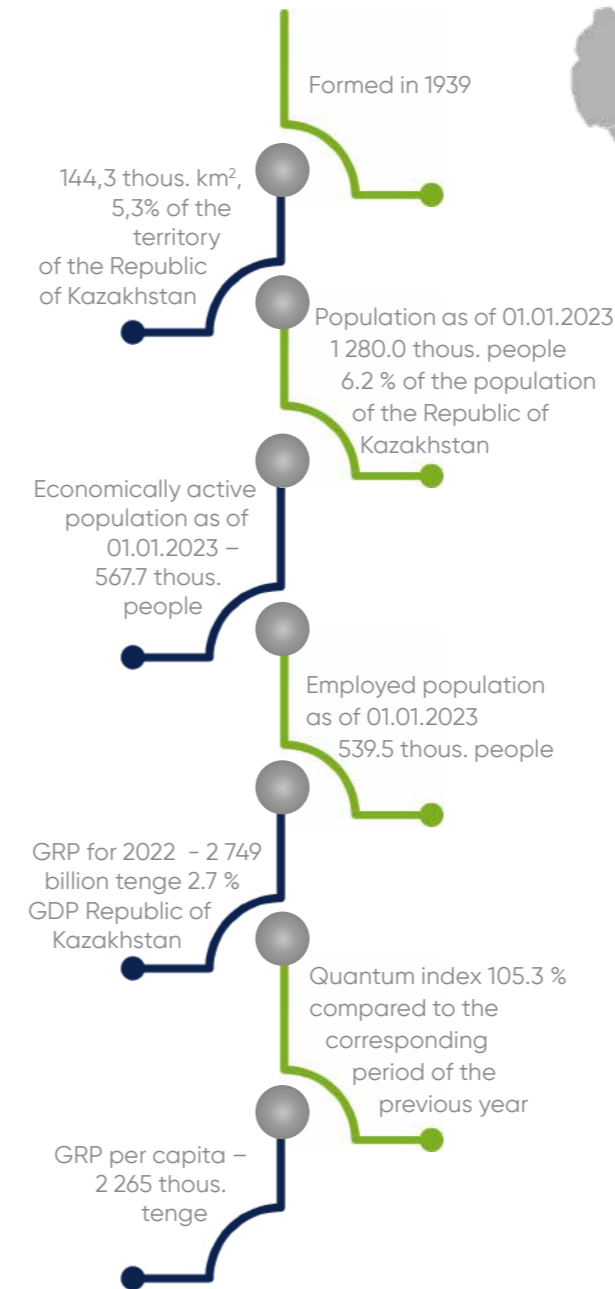 Formed in 1939
144,3 thous. km²,
5,3% of the
territory
of the Republic
of Kazakhstan
Population as of 01.01.2023
1 280.0 thous. people
6.2 % of the population
of the Republic of
Kazakhstan
Economically active
population as of
01.01.2023 –
567.7 thous.
people
Employed population
as of 01.01.2023
539.5 thous. people
GRP for 2022 - 2 749
billion tenge 2.7 %
GDP Republic of
Kazakhstan
Quantum index 105.3 %
compared to the
corresponding
period of the
previous year
GRP per capita –
2 265 thous.
tenge